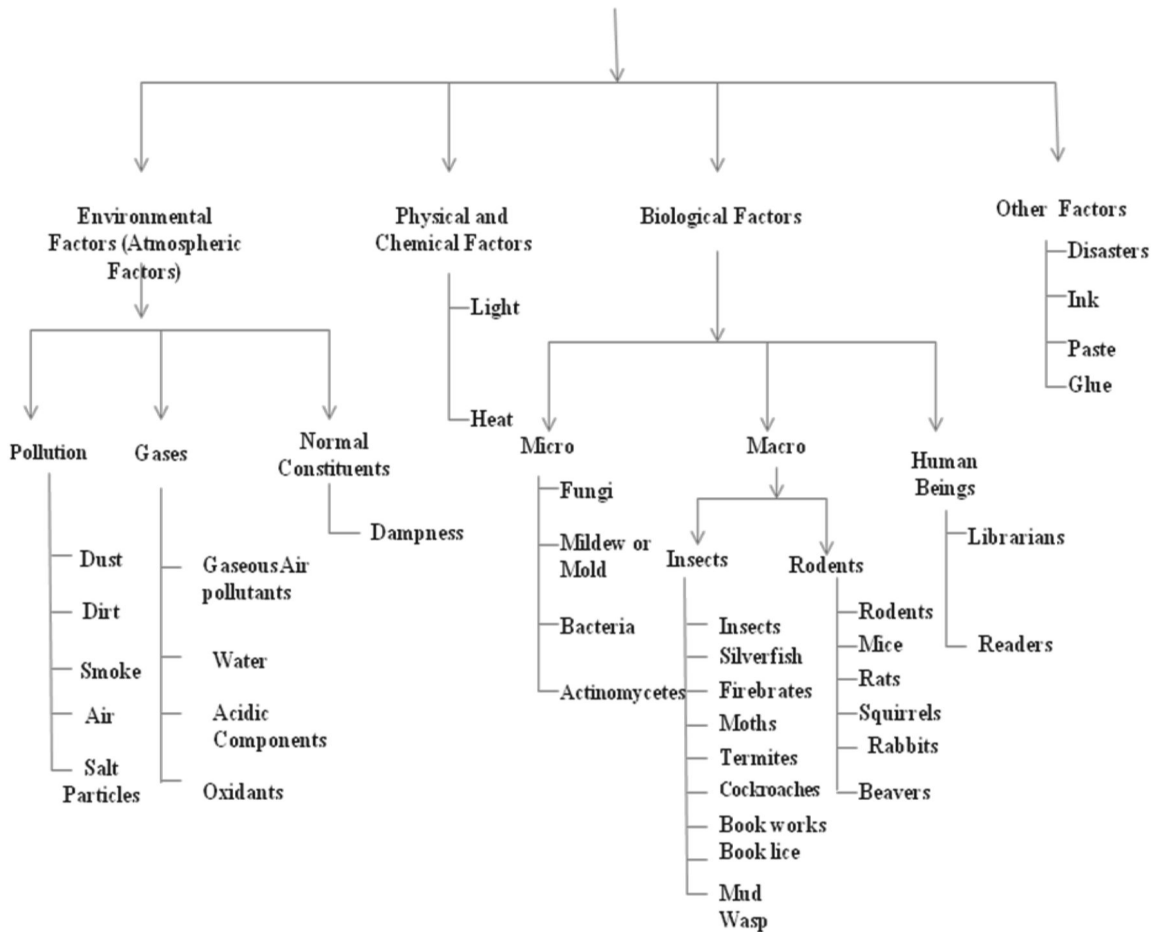 Environmental
Factors (Atmospheric
Factors)
Physical and
Chemical Factors
Biological Factors
Other Factors
Disasters
Ink
Paste
Glue
Light
Heat
Pollution
Gases
Normal
Constituents
Dust
Dirt
Smoke
Air
Salt
Particles
Gaseous Air
pollutants
Water
Acidic
Components
Oxidants
Dampness
Micro
Macro
Human
Beings
Fungi
Mildew or
Mold
Bacteria
Actinomycetes
Insects
Rodents
Insects
Silverfish
Firebrates
Moths
Termites
Cockroaches
Book works
Book lice
Mud
Wasp
Rodents
Mice
Rats
Squirrels
Rabbits
Beavers
Librarians
Readers